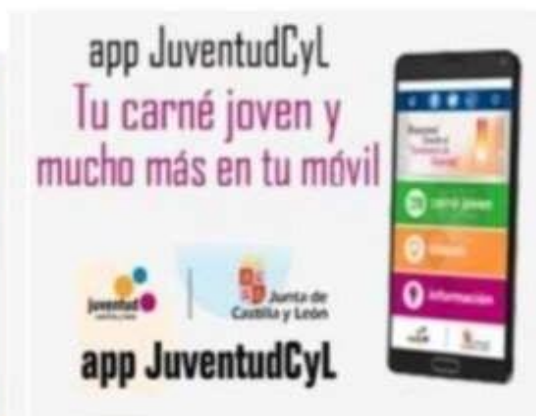 app JuventudCyL
Tu carné joven y
mucho más en tu móvil
carné joven
información
juventud
Junta de
Castilla y León
app JuventudCyL